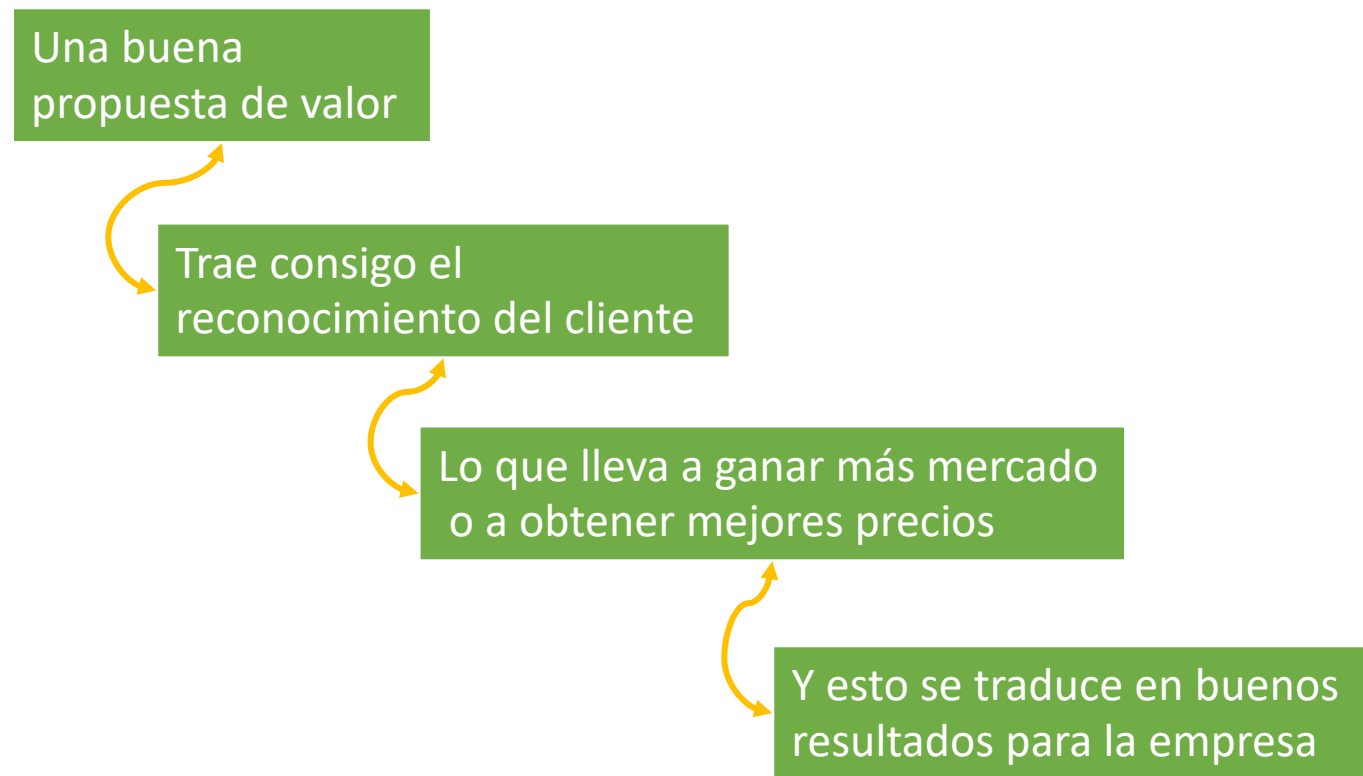 Una buena
propuesta de valor
Trae consigo el
reconocimiento del cliente
Lo que lleva a ganar más mercado
o a obtener mejores precios
Y esto se traduce en buenos
resultados para la empresa